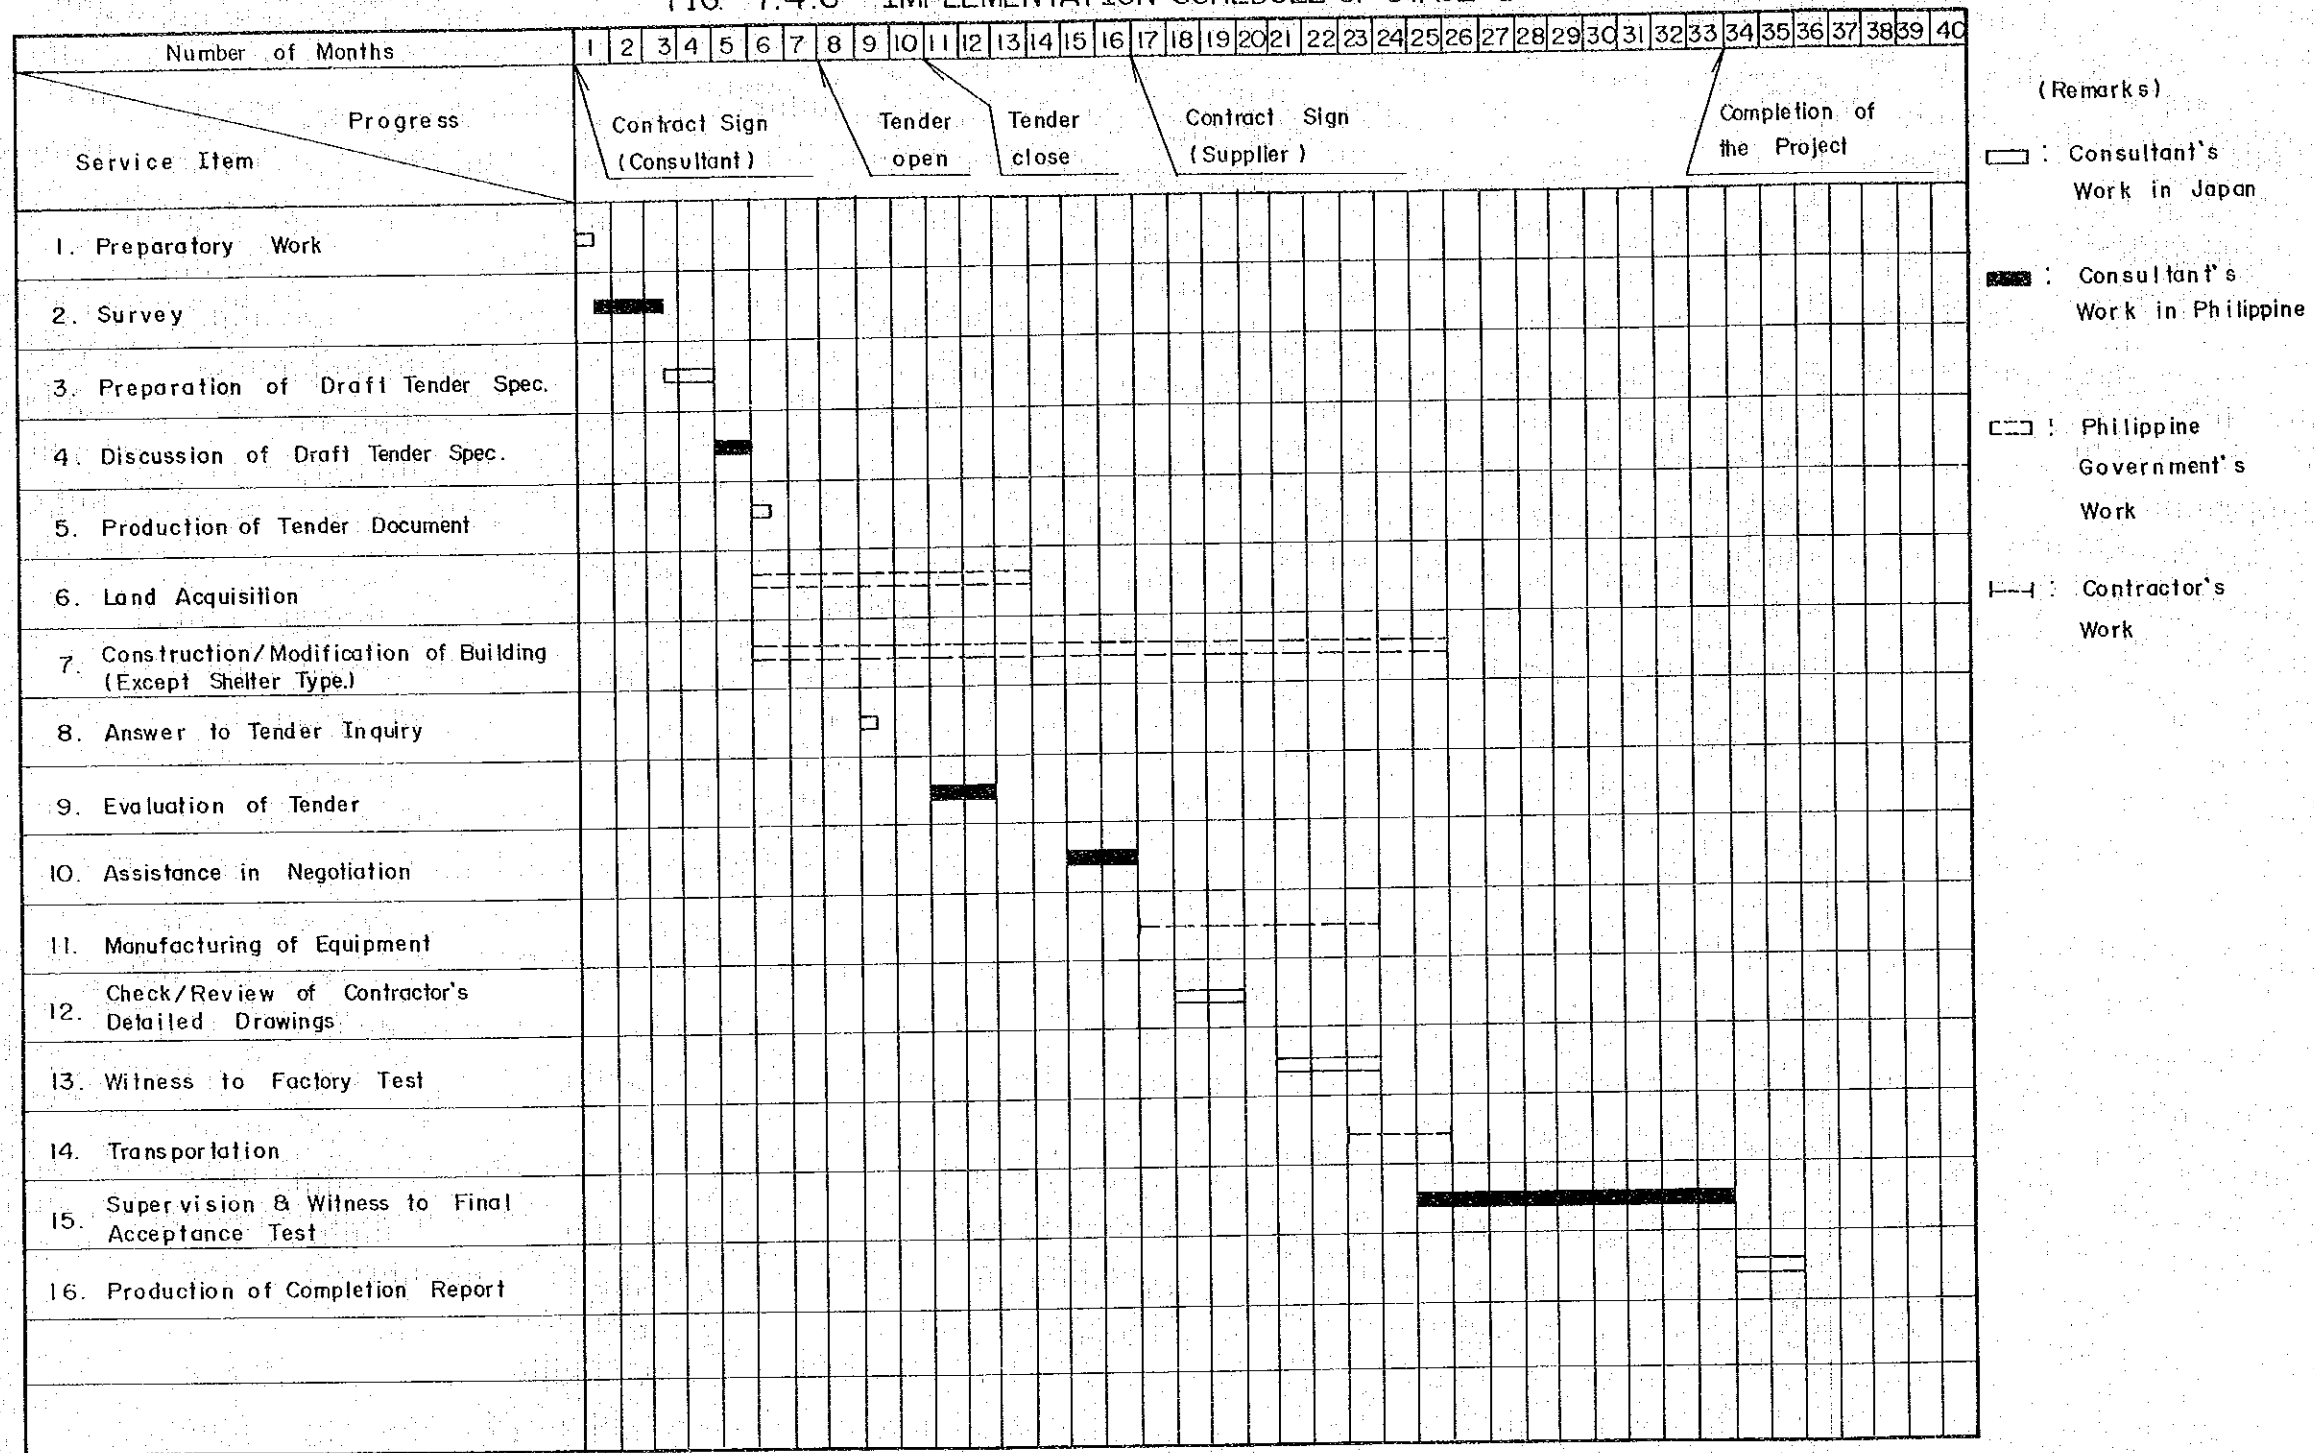 IMPLEMENTATION SCHEDULE OF STAGE
Number of Months 1 2 3 4 5 6 7 8 9 10 11 12 13 14 15 16 17 18 19 20 21 22 23 24 25 26 27 28 29 30 31 32 33 34 35 36 37 38 39 40
Progress
Service Item
Contract Sign
(Consultant)
Tender
open
Tender
close
Contract Sign
(Supplier)
Completion of
the Project
1. Preparatory Work
2. Survey
3. Preparation of Draft Tender Spec.
4. Discussion of Draft Tender Spec.
5. Production of Tender Document
6. Land Acquisition
7. Construction/Modification of Building
(Except Shelter Type.)
8. Answer to Tender Inquiry
9. Evaluation of Tender
10. Assistance in Negotiation
11. Manufacturing of Equipment
12. Check/Review of Contractor's
Detailed Drawings
13. Witness to Factory Test
14. Transportation
15. Supervision & Witness to Final
Acceptance Test
16. Production of Completion Report
(Remarks)
: Consultant's
Work in Japan
: Consultant's
Work in Philippine
: Philippine
Government's
Work
: Contractor's
Work